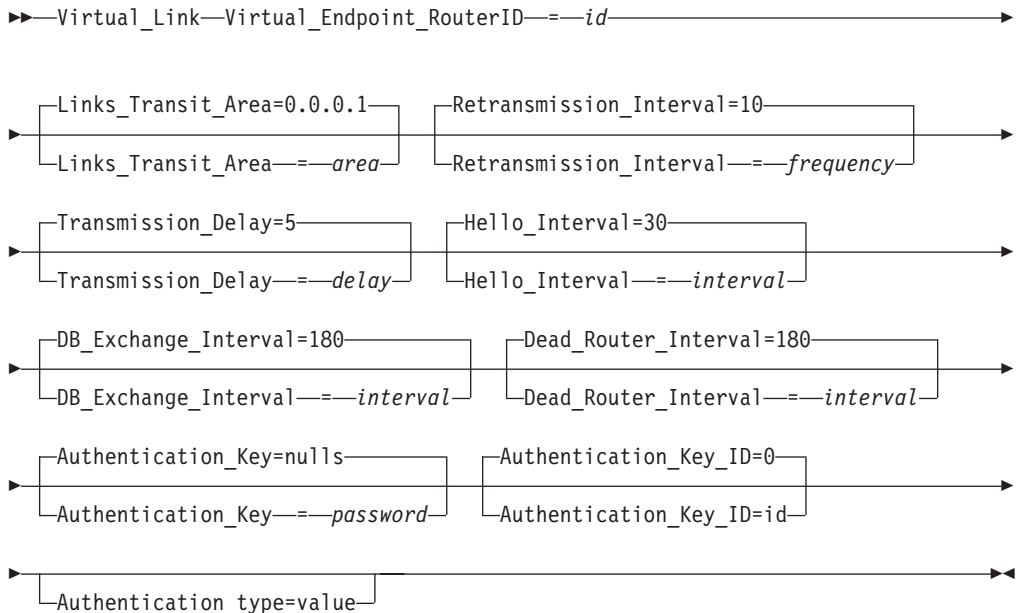 Virtual_Link Virtual_Endpoint_RouterID = id
Links_Transit_Area=0.0.0.1 Retransmission_Interval=10
Links_Transit_Area = area Retransmission_Interval = frequency
Transmission_Delay=5 Hello_Interval=30
Transmission_Delay = delay Hello_Interval = interval
DB_Exchange_Interval=180 Dead_Router_Interval=180
DB_Exchange_Interval = interval Dead_Router_Interval = interval
Authentication_Key=nulls Authentication_Key_ID=0
Authentication_Key = password Authentication_Key_ID=id
Authentication type=value